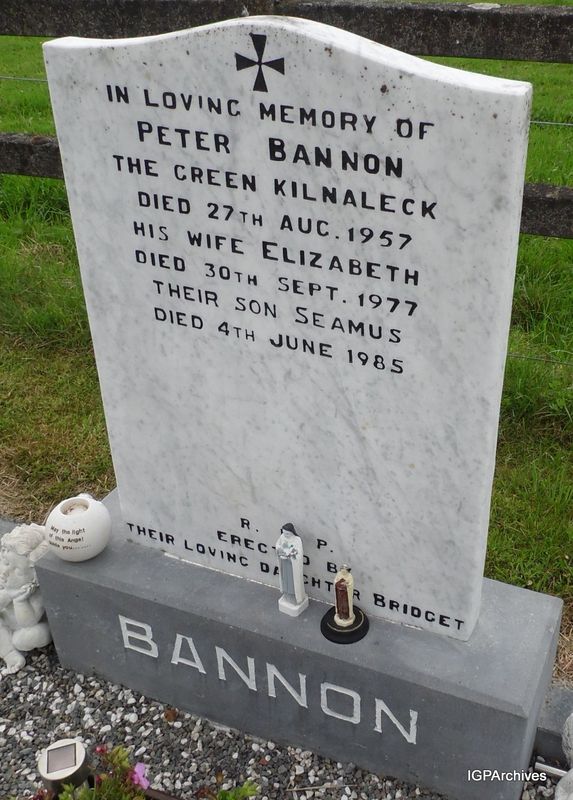 IN LOVING MEMORY OF
PETER BANNON
THE GREEN KILNALECK
DIED 27TH AUG. 1957
HIS WIFE ELIZABETH
DIED 30TH SEPT. 1977
THEIR SON SEAMUS
DIED 4TH JUNE 1985
R. P.
THEIR LOVING BRIDGET
BANNON
May the light
of this Angel
IGPArchives